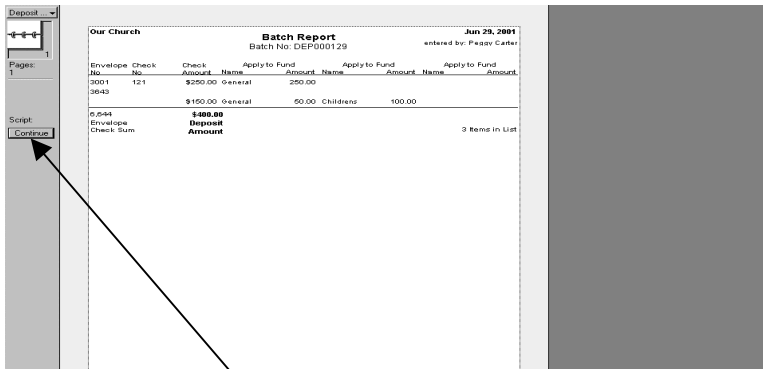 Deposit ...
1
Pages:
1
Script:
Continue
Our Church
Batch Report
Jun 29, 2001
Batch No: DEP000129
entered by: Peggy Carter
Envelope Check Check Apply to Fund Apply to Fund Apply to Fund
No. No Amount Name Amount Name Amount Name Amount
3001 121 $250.00 General 250.00
3643
$150.00 General 50.00 Childrens 100.00
6,644 $400.00
Envelope Deposit
Check Sum Amount 3 Items in List